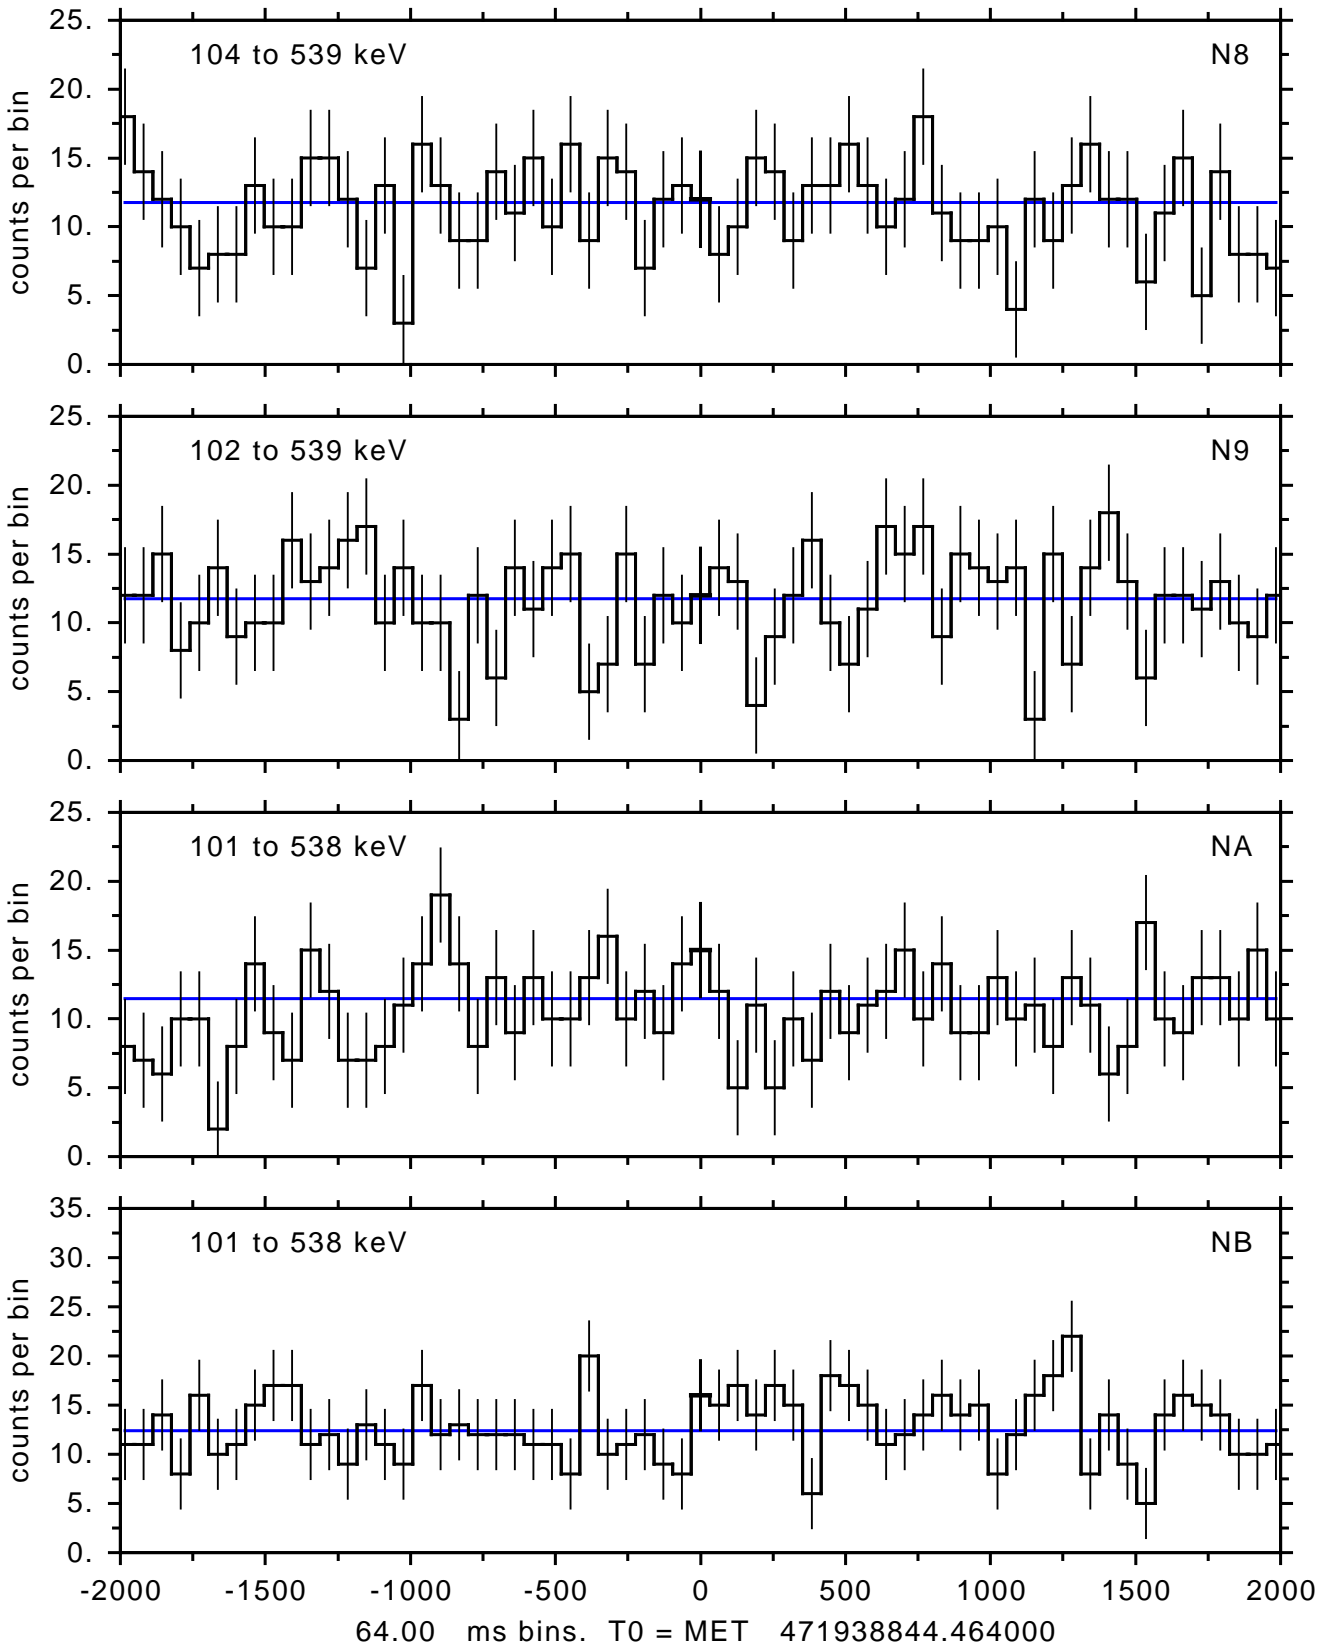 25.
104 to 539 keV N8
20.
15.
10.
5.
0.
counts per bin
25.
102 to 539 keV N9
20.
15.
10.
5.
0.
counts per bin
25.
101 to 538 keV NA
20.
15.
10.
5.
0.
counts per bin
35.
101 to 538 keV NB
30.
25.
20.
15.
10.
5.
0.
counts per bin
-2000 -1500 -1000 -500 0 500 1000 1500 2000
64.00 ms bins. T0 = MET 471938844.464000